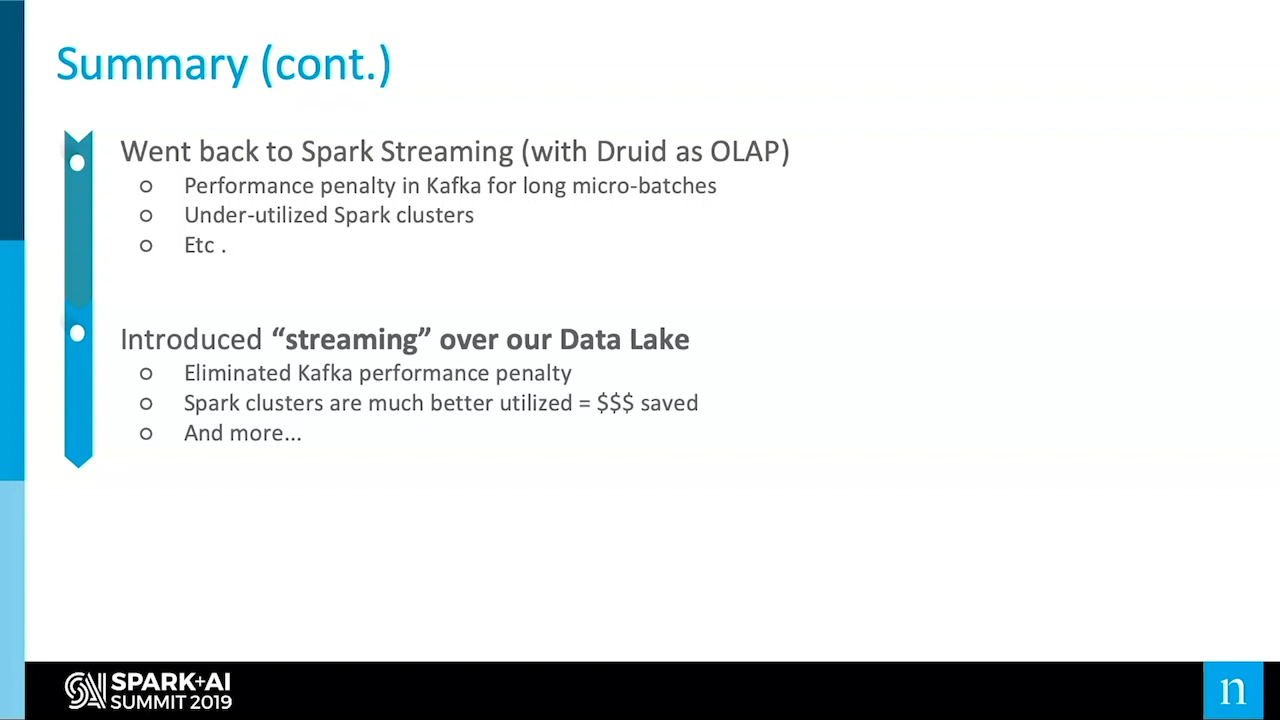 Summary (cont.)
Went back to Spark Streaming (with Druid as OLAP)
Performance penalty in Kafka for long micro-batches
Under-utilized Spark clusters
Etc .
Introduced “streaming” over our Data Lake
Eliminated Kafka performance penalty
Spark clusters are much better utilized = $$$ saved
And more...
SPARK+AI
SUMMIT 2019
n